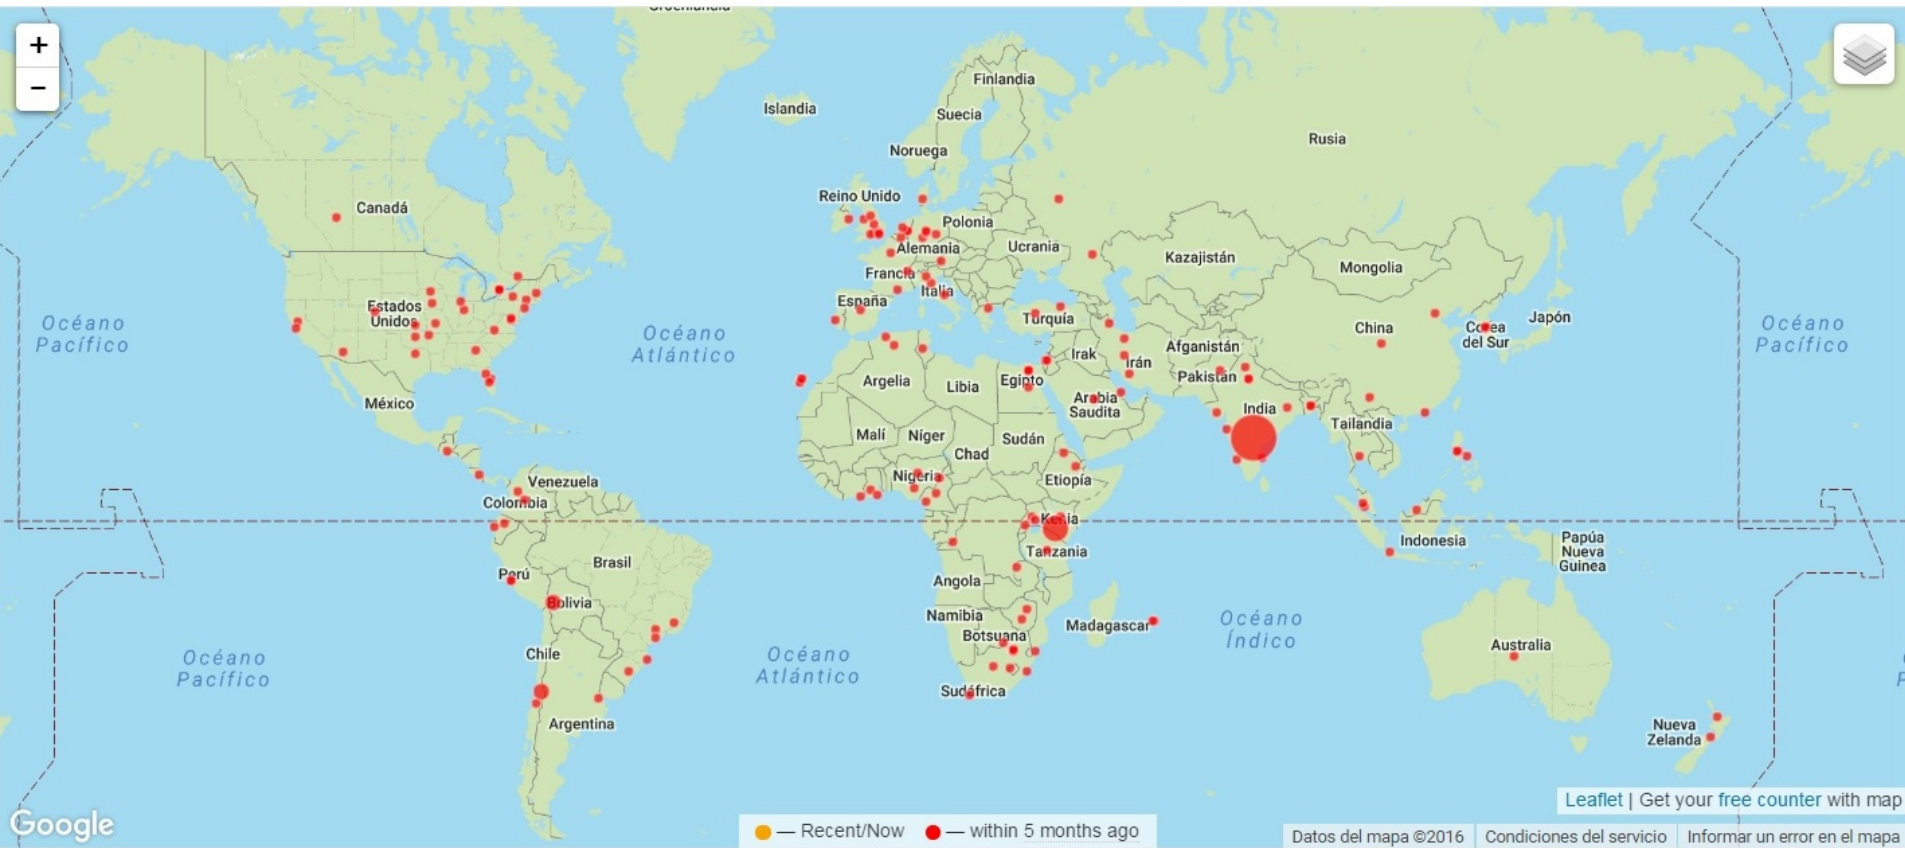 Groenlandia
+
−
Islandia
Finlandia
Suecia
Noruega
Rusia
Canadá
Reino Unido
Polonia
Alemania
Ucrania
Kazajistán
Mongolia
Francia
Italia
España
Estados
Unidos
Turquía
China
Corea
del Sur
Japón
Océano
Pacífico
Océano
Atlántico
Océano
Pacífico
Afganistán
Irak
Irán
Pakistán
Argelia
Libia
Egipto
Arabia
Saudita
India
México
Tailandia
Malí
Níger
Sudán
Chad
Nigeria
Etiopía
Venezuela
Colombia
Kenia
Indonesia
Papúa
Nueva
Guinea
Tanzania
Brasil
Perú
Angola
Bolivia
Namibia
Madagascar
Botsuana
Océano
Índico
Australia
Chile
Océano
Pacífico
Océano
Atlántico
Sudáfrica
Argentina
Nueva
Zelanda
Leaflet | Get your free counter with map
Google
— Recent/Now — within 5 months ago
Datos del mapa ©2016 Condiciones del servicio Informar un error en el mapa